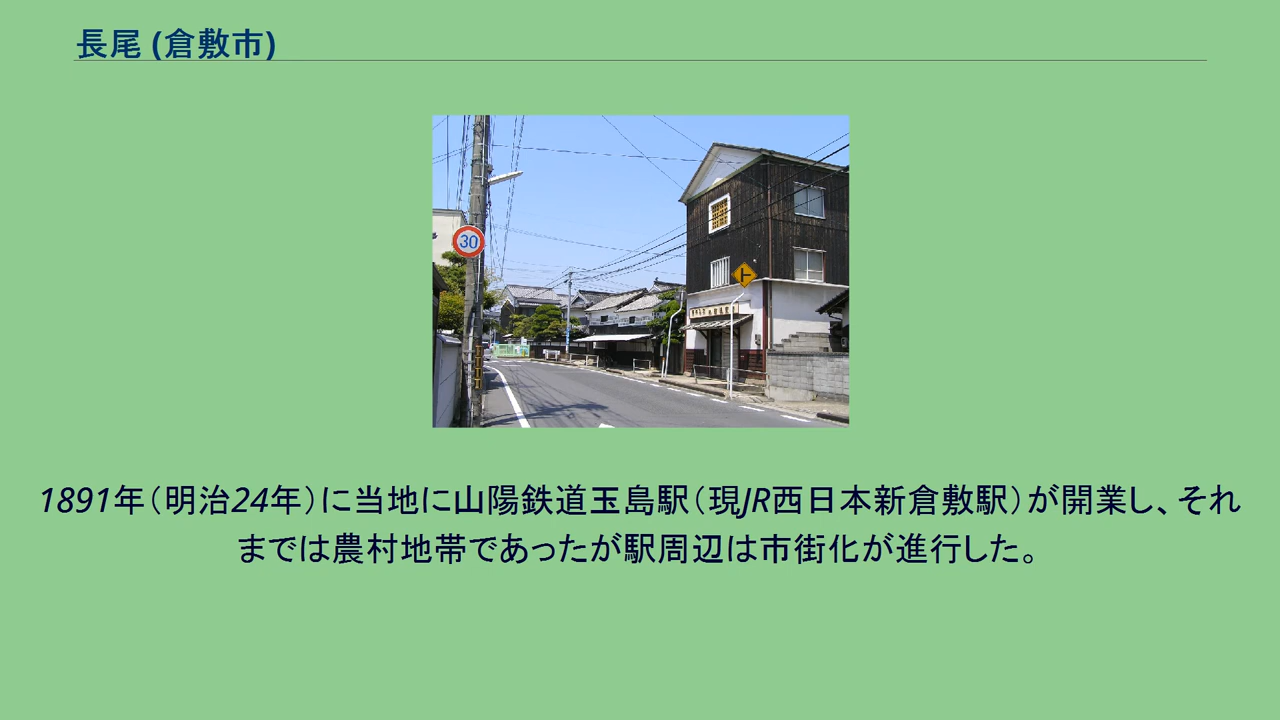 長尾 (倉敷市)
30
1891年（明治24年）に当地に山陽鉄道玉島駅（現JR西日本新倉敷駅）が開業し、それ
までは農村地帯であったが駅周辺は市街化が進行した。